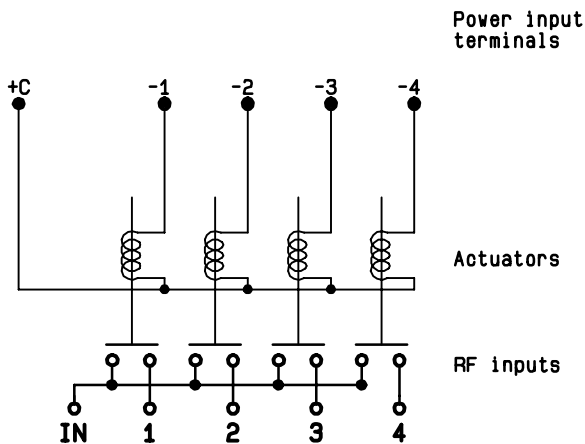 Power input
terminals
+C -1 -2 -3 -4
Actuators
RF inputs
IN 1 2 3 4